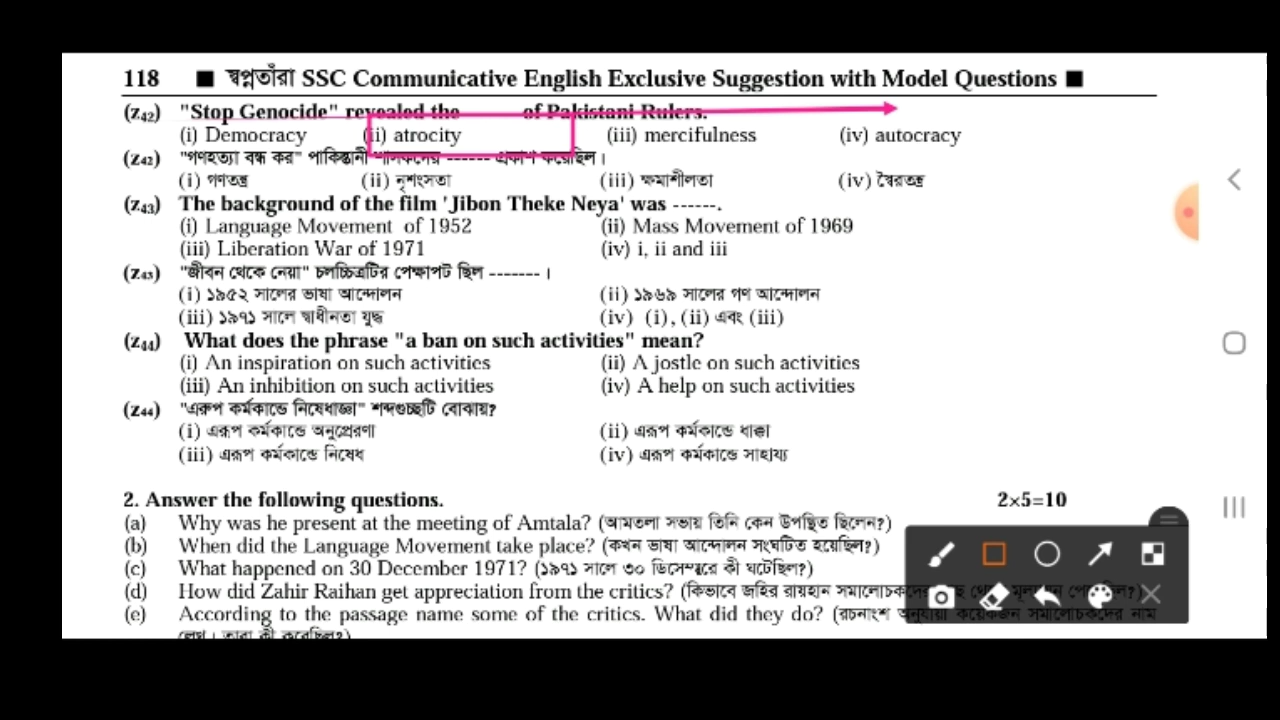 118 ■ স্বপ্নতাঁরা SSC Communicative English Exclusive Suggestion with Model Questions ■
(z42) "Stop Genocide" revealed the of Pakistani Rulers.
(i) Democracy (ii) atrocity (iii) mercifulness (iv) autocracy
(z42) "গণহত্যা বন্ধ কর" পাকিস্তানী শাসকদের ------ প্রকাশ করেছিল।
(i) গণতন্ত্র (ii) নৃশংসতা (iii) ক্ষমাশীলতা (iv) স্বৈরতন্ত্র
(z43) The background of the film 'Jibon Theke Neya' was ------.
(i) Language Movement of 1952 (ii) Mass Movement of 1969
(iii) Liberation War of 1971 (iv) i, ii and iii
(z43) "জীবন থেকে নেয়া" চলচ্চিত্রটির পেক্ষাপট ছিল -------।
(i) ১৯৫২ সালের ভাষা আন্দোলন (ii) ১৯৬৯ সালের গণ আন্দোলন
(iii) ১৯৭১ সালে স্বাধীনতা যুদ্ধ (iv) (i), (ii) এবং (iii)
(z44) What does the phrase "a ban on such activities" mean?
(i) An inspiration on such activities (ii) A jostle on such activities
(iii) An inhibition on such activities (iv) A help on such activities
(z44) "এরুপ কর্মকান্ডে নিষেধাজ্ঞা" শব্দগুচ্ছটি বোঝায়?
(i) এরূপ কর্মকান্ডে অনুপ্রেরণা (ii) এরূপ কর্মকান্ডে ধাক্কা
(iii) এরূপ কর্মকান্ডে নিষেধ (iv) এরূপ কর্মকান্ডে সাহায্য
2. Answer the following questions. 2×5=10
(a) Why was he present at the meeting of Amtala? (আমতলা সভায় তিনি কেন উপস্থিত ছিলেন?)
(b) When did the Language Movement take place? (কখন ভাষা আন্দোলন সংঘটিত হয়েছিল?)
(c) What happened on 30 December 1971? (১৯৭১ সালে ৩০ ডিসেম্বরে কী ঘটেছিল?)
(d) How did Zahir Raihan get appreciation from the critics? (কিভাবে জহির রায়হান সমালোচকদের
(e) According to the passage name some of the critics. What did they do? (রচনাংশ অনুযায়ী কয়েকজন সমালোচকদের নাম
লেখ। তারা কী করেছিল?)